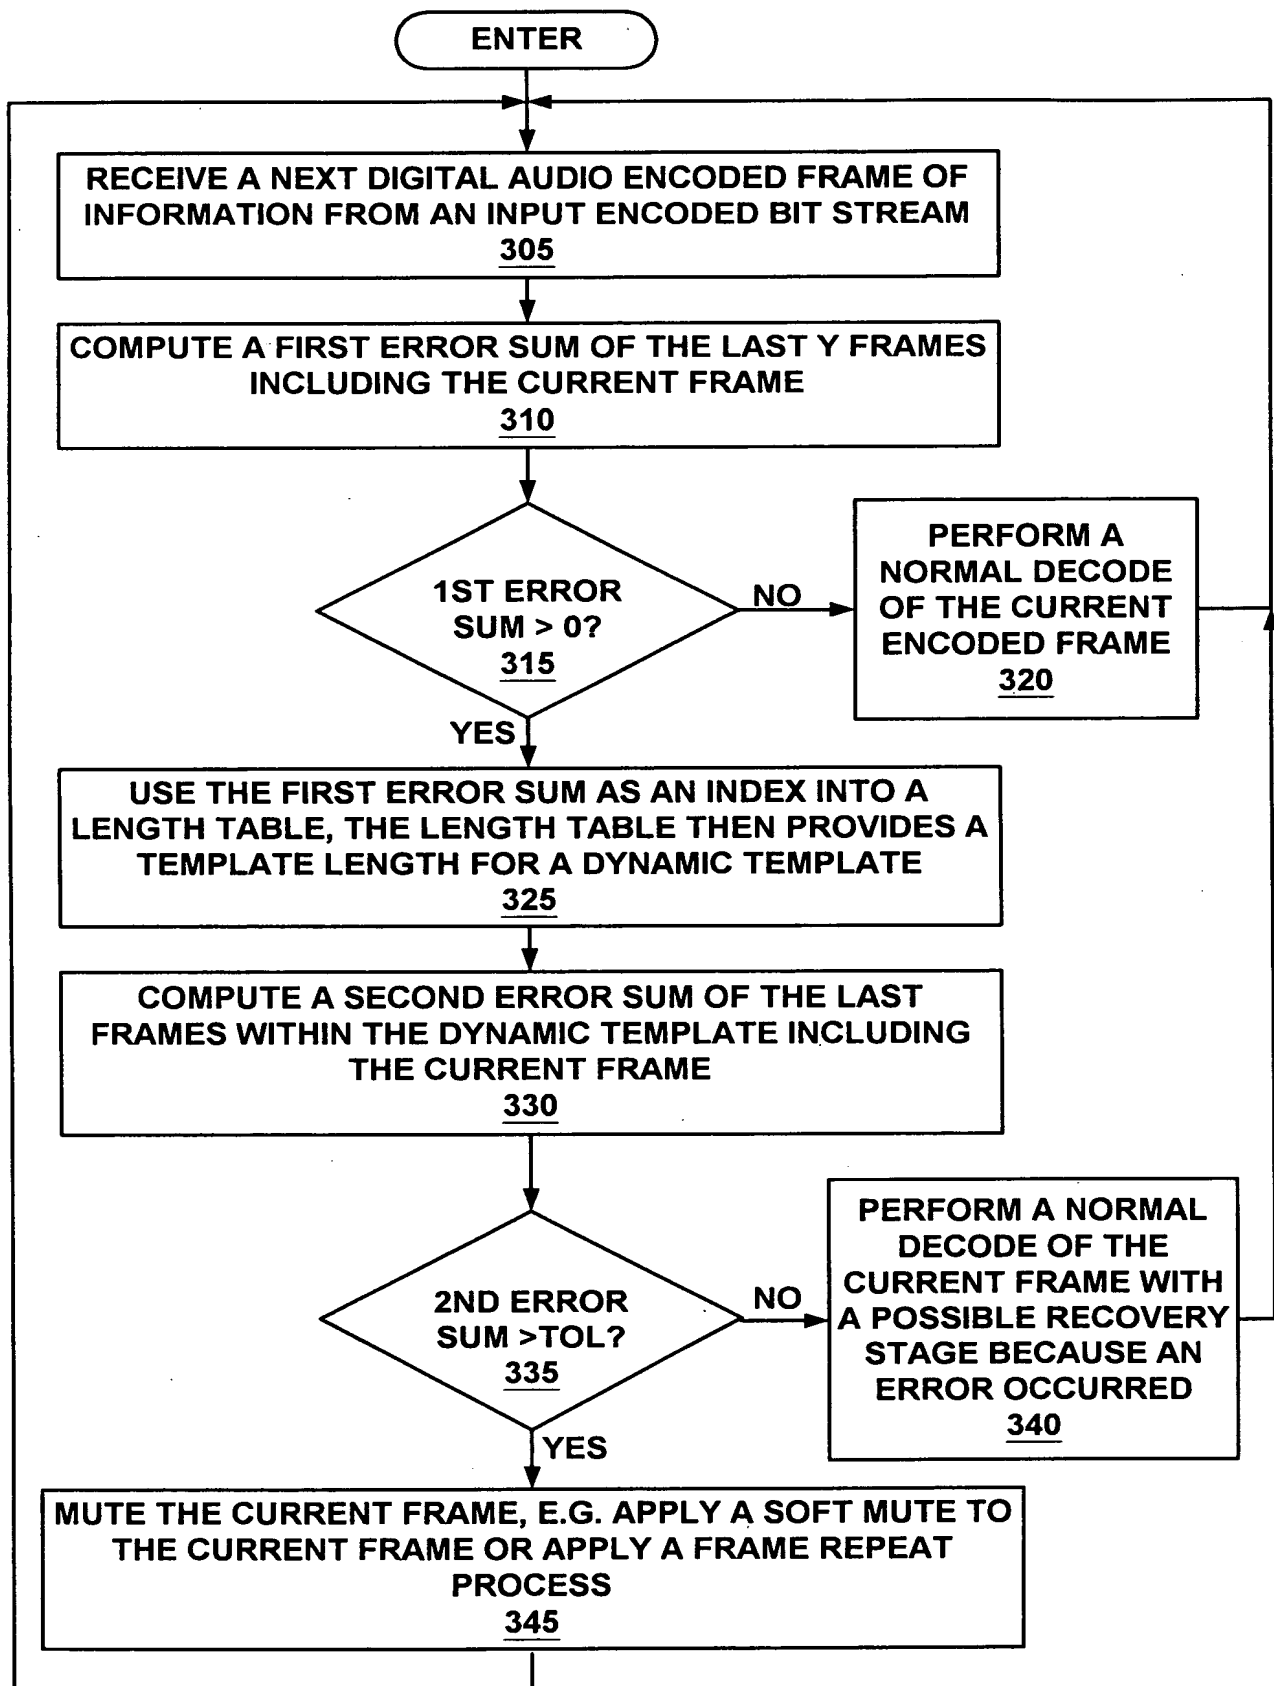 ENTER
RECEIVE A NEXT DIGITAL AUDIO ENCODED FRAME OF
INFORMATION FROM AN INPUT ENCODED BIT STREAM
305
COMPUTE A FIRST ERROR SUM OF THE LAST Y FRAMES
INCLUDING THE CURRENT FRAME
310
1ST ERROR
SUM > 0?
315
NO
PERFORM A
NORMAL DECODE
OF THE CURRENT
ENCODED FRAME
320
YES
USE THE FIRST ERROR SUM AS AN INDEX INTO A
LENGTH TABLE, THE LENGTH TABLE THEN PROVIDES A
TEMPLATE LENGTH FOR A DYNAMIC TEMPLATE
325
COMPUTE A SECOND ERROR SUM OF THE LAST
FRAMES WITHIN THE DYNAMIC TEMPLATE INCLUDING
THE CURRENT FRAME
330
2ND ERROR
SUM >TOL?
335
NO
PERFORM A NORMAL
DECODE OF THE
CURRENT FRAME WITH
A POSSIBLE RECOVERY
STAGE BECAUSE AN
ERROR OCCURRED
340
YES
MUTE THE CURRENT FRAME, E.G. APPLY A SOFT MUTE TO
THE CURRENT FRAME OR APPLY A FRAME REPEAT
PROCESS
345